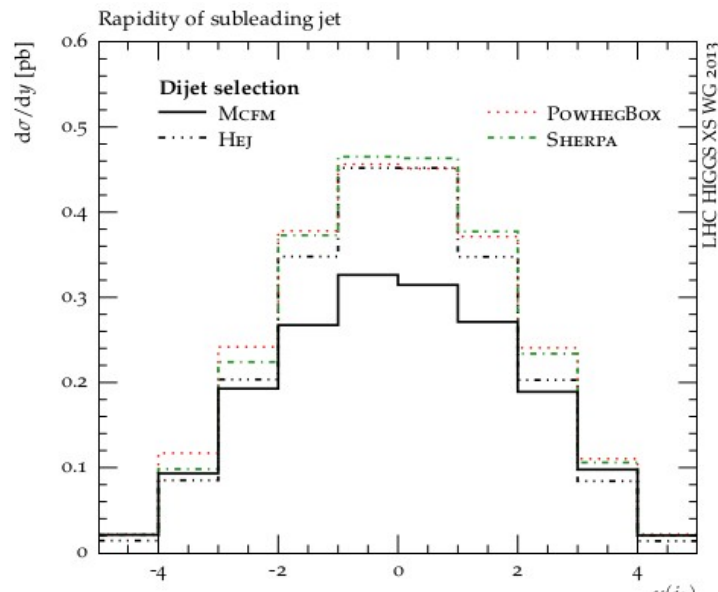 Rapidity of subleading jet
dσ/dy [pb]
0.6
0.5
0.4
0.3
0.2
0.1
0
Dijet selection
MCFM
HEJ
POWHEGBOX
SHERPA
LHC HIGGS XS WG 2013
-4
-2
0
2
4